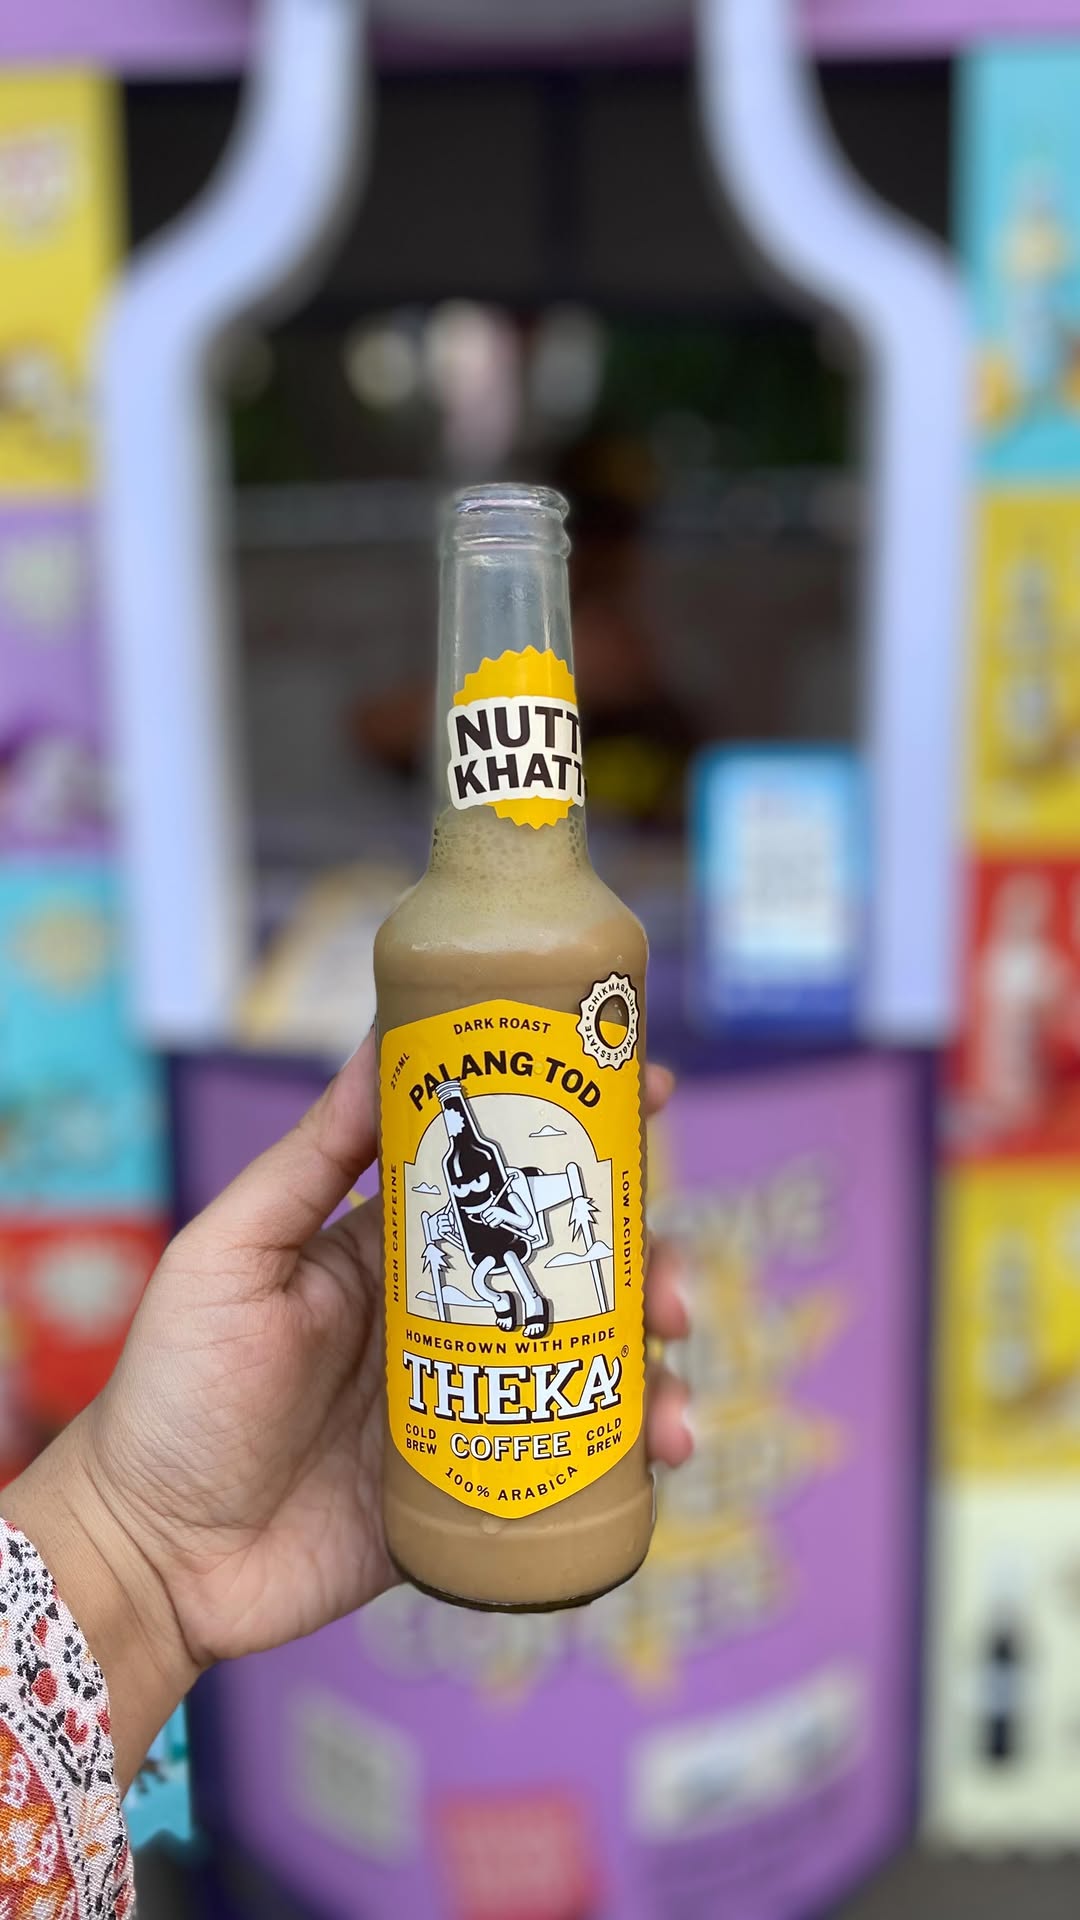 NUTT
KHATT
CHIKMAGALUR • SINGLE ESTATE •
DARK ROAST
275ML
PALANG TOD
HIGH CAFFEINE
LOW ACIDITY
HOMEGROWN WITH PRIDE
THEKA®
COLD BREW
COFFEE
COLD BREW
100% ARABICA